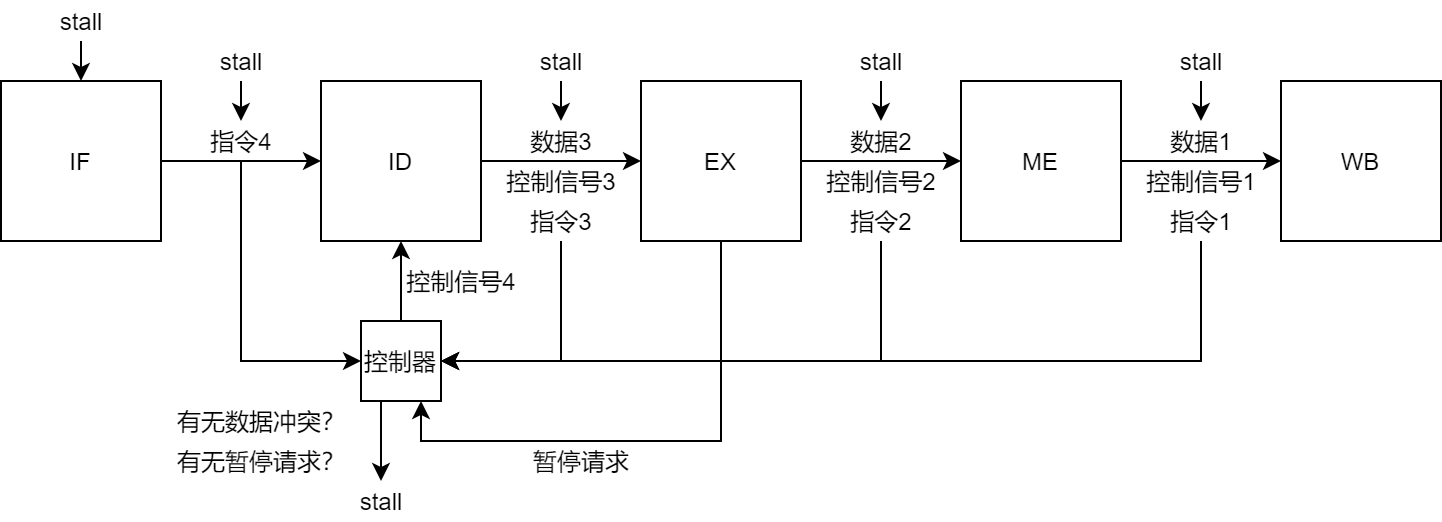 stall
stall
stall
stall
stall
IF
指令4
ID
数据3
控制信号3
指令3
EX
数据2
控制信号2
指令2
ME
数据1
控制信号1
指令1
WB
控制信号4
控制器
有无数据冲突？
有无暂停请求？
暂停请求
stall